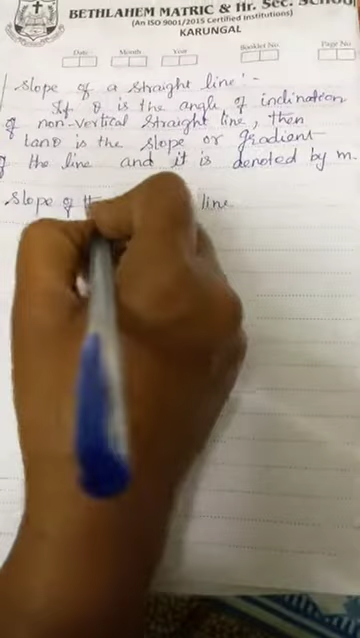 BETHLAHEM MATRIC & Hr. Sec. School
(An ISO 9001/2015 Certified Institutions)
KARUNGAL
Date Month Year Booklet No. Page No
Slope of a straight line :-
If θ is the angle of inclination
of non-vertical straight line, then
tanθ is the slope or gradient
of the line and it is denoted by m.
Slope of line